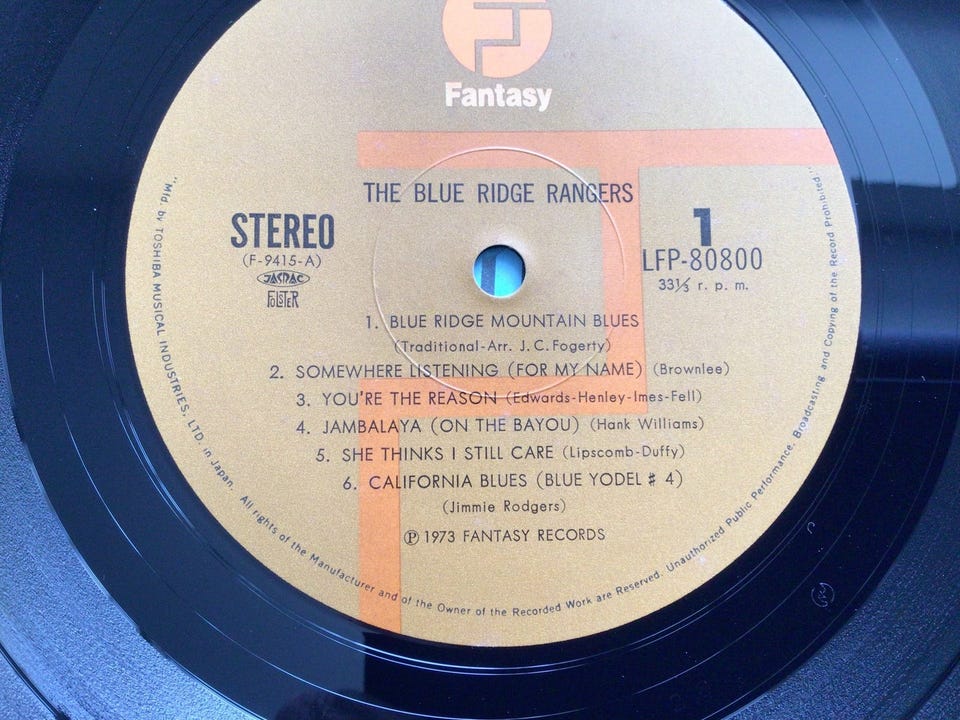 Fantasy
THE BLUE RIDGE RANGERS
STEREO
(F-9415-A)
JASRAC
FOLSTER
1
LFP-80800
33⅓ r. p. m.
1. BLUE RIDGE MOUNTAIN BLUES
(Traditional-Arr. J. C. Fogerty)
2. SOMEWHERE LISTENING (FOR MY NAME) (Brownlee)
3. YOU'RE THE REASON (Edwards-Henley-Imes-Fell)
4. JAMBALAYA (ON THE BAYOU) (Hank Williams)
5. SHE THINKS I STILL CARE (Lipscomb-Duffy)
6. CALIFORNIA BLUES (BLUE YODEL ♯ 4)
(Jimmie Rodgers)
℗ 1973 FANTASY RECORDS
"Mfd by TOSHIBA MUSICAL INDUSTRIES, LTD. in Japan. All rights of the Manufacturer and of the Owner of the Recorded Work are Reserved. Unauthorized Public Performance, Broadcasting and Copying of the Record Prohibited"